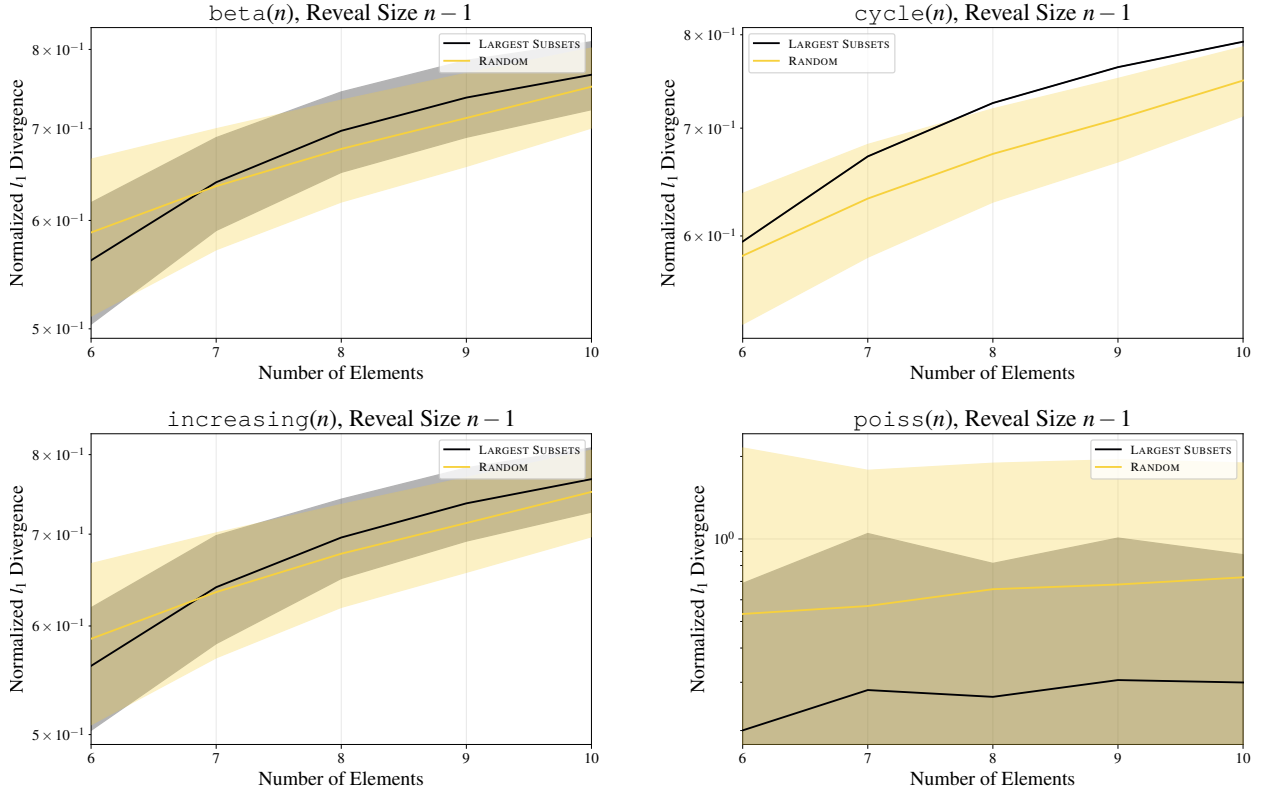 beta(n), Reveal Size n − 1
8 × 10⁻¹
7 × 10⁻¹
6 × 10⁻¹
5 × 10⁻¹
Normalized l₁ Divergence
LARGEST SUBSETS
RANDOM
6 7 8 9 10
Number of Elements
cycle(n), Reveal Size n − 1
8 × 10⁻¹
7 × 10⁻¹
6 × 10⁻¹
Normalized l₁ Divergence
LARGEST SUBSETS
RANDOM
6 7 8 9 10
Number of Elements
increasing(n), Reveal Size n − 1
8 × 10⁻¹
7 × 10⁻¹
6 × 10⁻¹
5 × 10⁻¹
Normalized l₁ Divergence
LARGEST SUBSETS
RANDOM
6 7 8 9 10
Number of Elements
poiss(n), Reveal Size n − 1
10⁰
Normalized l₁ Divergence
LARGEST SUBSETS
RANDOM
6 7 8 9 10
Number of Elements